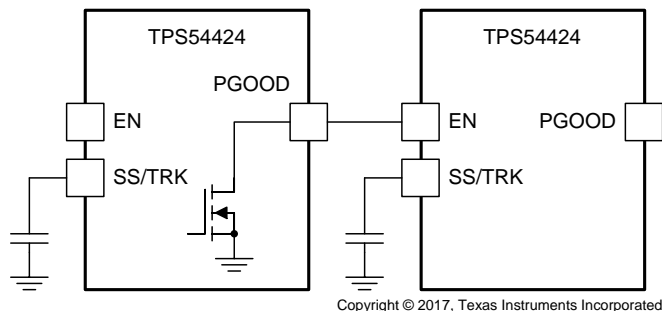 TPS54424
TPS54424
PGOOD
EN
EN
PGOOD
SS/TRK
SS/TRK
Copyright © 2017, Texas Instruments Incorporated